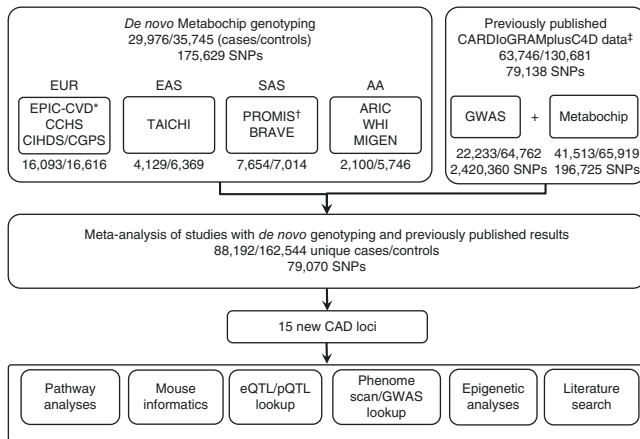 De novo Metabochip genotyping
29,976/35,745 (cases/controls)
175,629 SNPs
EUR
EAS
SAS
AA
EPIC-CVD*
CCHS
CIHDS/CGPS
TAICHI
PROMIS†
BRAVE
ARIC
WHI
MIGEN
16,093/16,616
4,129/6,369
7,654/7,014
2,100/5,746
Previously published
CARDIoGRAMplusC4D data‡
63,746/130,681
79,138 SNPs
GWAS
+
Metabochip
22,233/64,762
2,420,360 SNPs
41,513/65,919
196,725 SNPs
Meta-analysis of studies with de novo genotyping and previously published results
88,192/162,544 unique cases/controls
79,070 SNPs
15 new CAD loci
Pathway
analyses
Mouse
informatics
eQTL/pQTL
lookup
Phenome
scan/GWAS
lookup
Epigenetic
analyses
Literature
search